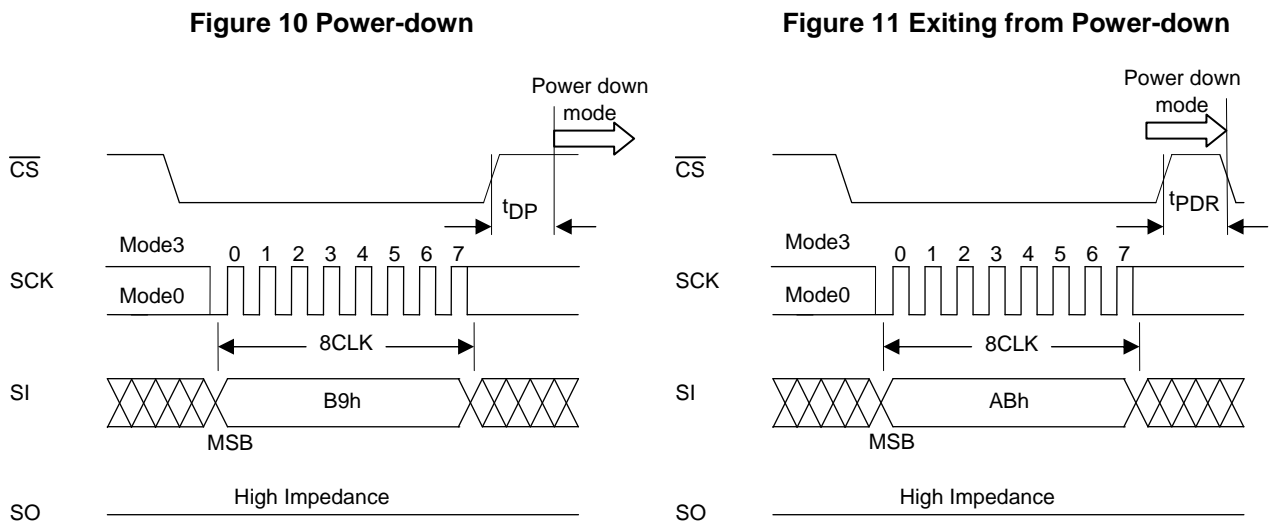 Figure 10 Power-down
Power down
mode
CS
tDP
Mode3
0 1 2 3 4 5 6 7
SCK
Mode0
8CLK
SI
B9h
MSB
High Impedance
SO
Figure 11 Exiting from Power-down
Power down
mode
CS
tPDR
Mode3
0 1 2 3 4 5 6 7
SCK
Mode0
8CLK
SI
ABh
MSB
High Impedance
SO